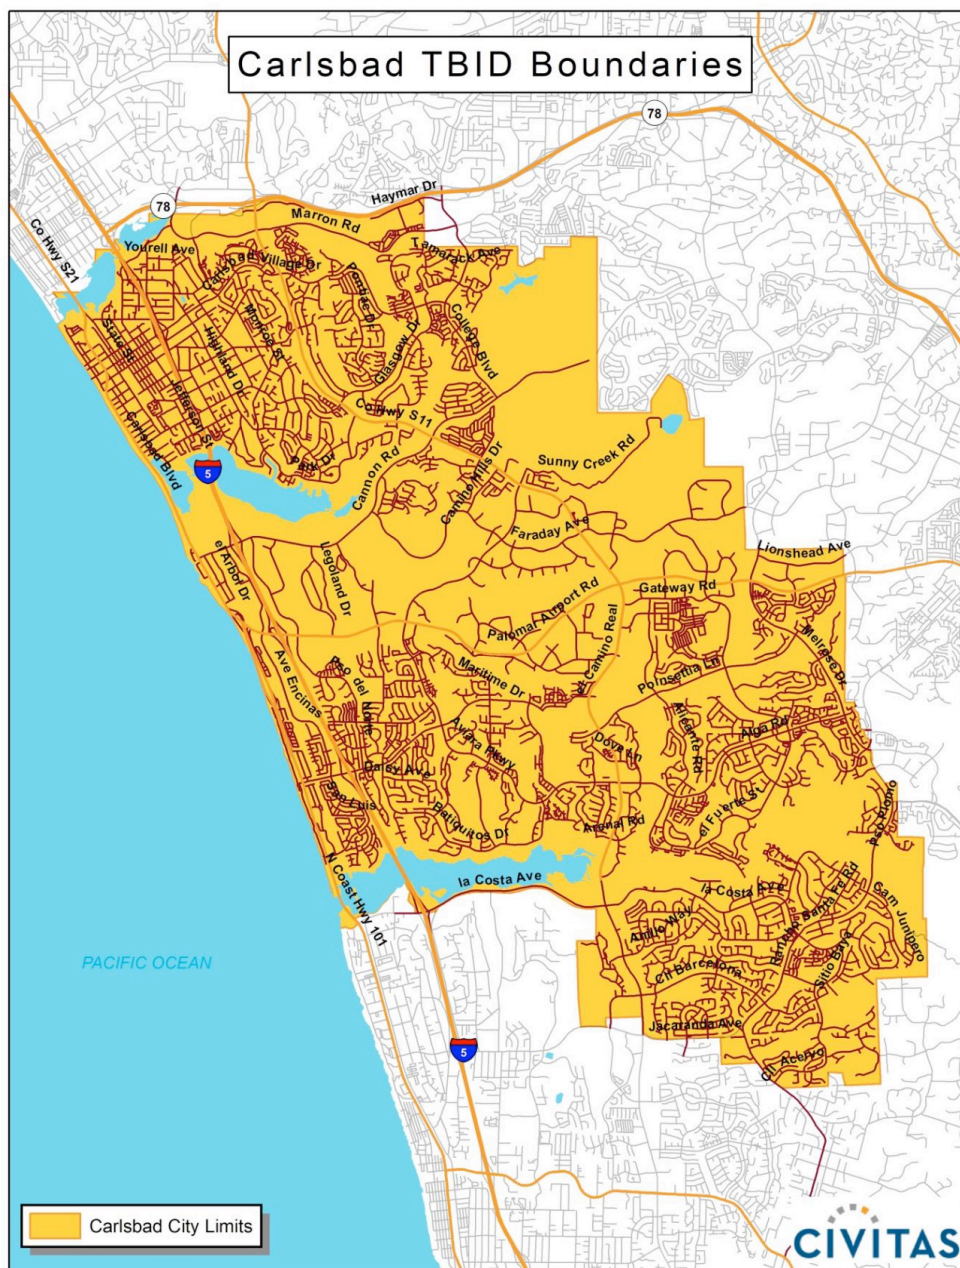 Carlsbad TBID Boundaries
78
78
Haymar Dr
Marron Rd
Co Hwy S21
Yourell Ave
Tamarack Ave
Carlsbad Village Dr
Pontiac Dr
State St
Highland Dr
Monroe St
Glasgow Dr
College Blvd
Jefferson St
Co Hwy S11
Carlsbad Blvd
Park Dr
Cannon Rd
Camino Hills Dr
Sunny Creek Rd
5
Faraday Ave
el Arbor Dr
Legoland Dr
Lionshead Ave
Palomar Airport Rd
Gateway Rd
el Camino Real
Melrose Dr
Ave Encinas
Pso del Norte
Maritime Dr
Poinsettia Ln
Aviara Pkwy
Alicante Rd
Alga Rd
Dove Ln
Daisy Ave
San Luis
Batiquitos Dr
Arenal Rd
el Fuerte St
Pso Plomo
N Coast Hwy 101
la Costa Ave
la Costa Ave
Rancho Santa Fe Rd
Cam Junipero
Anillo Way
Sitio Baya
Cll Barcelona
PACIFIC OCEAN
Jacaranda Ave
5
Cll Acervo
Carlsbad City Limits
CIVITAS